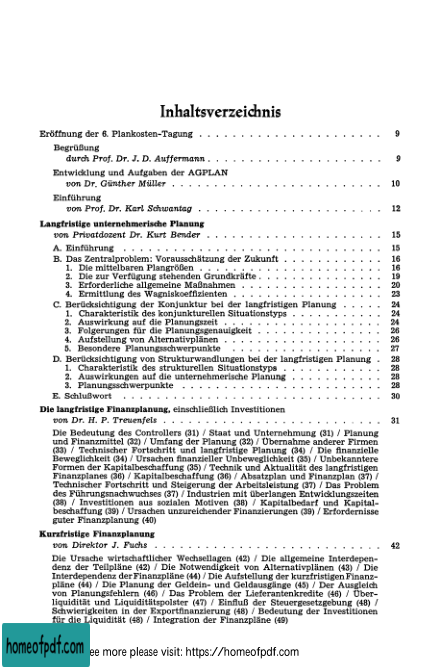 Inhaltsverzeichnis
Eröffnung der 6. Plankosten-Tagung . . . . . . . . . . . . . . . . . . . . . . 9
Begrüßung
durch Prof. Dr. J. D. Auffermann . . . . . . . . . . . . . . . . . . . . . 9
Entwicklung und Aufgaben der AGPLAN
von Dr. Günther Müller . . . . . . . . . . . . . . . . . . . . . . . . . 10
Einführung
von Prof. Dr. Karl Schwantag . . . . . . . . . . . . . . . . . . . . . . 12
Langfristige unternehmerische Planung
von Privatdozent Dr. Kurt Bender . . . . . . . . . . . . . . . . . . . . . 15
A. Einführung . . . . . . . . . . . . . . . . . . . . . . . . . . . . . . . 15
B. Das Zentralproblem: Vorausschätzung der Zukunft . . . . . . . . . . . . 16
1. Die mittelbaren Plangrößen . . . . . . . . . . . . . . . . . . . . . . 16
2. Die zur Verfügung stehenden Grundkräfte . . . . . . . . . . . . . . . 19
3. Erforderliche allgemeine Maßnahmen . . . . . . . . . . . . . . . . . . 20
4. Ermittlung des Wagniskoeffizienten . . . . . . . . . . . . . . . . . . 23
C. Berücksichtigung der Konjunktur bei der langfristigen Planung . . . . . 24
1. Charakteristik des konjunkturellen Situationstyps . . . . . . . . . . . 24
2. Auswirkung auf die Planungszeit . . . . . . . . . . . . . . . . . . . . 24
3. Folgerungen für die Planungsgenauigkeit . . . . . . . . . . . . . . . . 26
4. Aufstellung von Alternativplänen . . . . . . . . . . . . . . . . . . . 26
5. Besondere Planungsschwerpunkte . . . . . . . . . . . . . . . . . . . . 27
D. Berücksichtigung von Strukturwandlungen bei der langfristigen Planung . 28
1. Charakteristik des strukturellen Situationstyps . . . . . . . . . . . . 28
2. Auswirkungen auf die unternehmerische Planung . . . . . . . . . . . . . 28
3. Planungsschwerpunkte . . . . . . . . . . . . . . . . . . . . . . . . . 28
E. Schlußwort . . . . . . . . . . . . . . . . . . . . . . . . . . . . . . 30
Die langfristige Finanzplanung, einschließlich Investitionen
von Dr. H. P. Treuenfels . . . . . . . . . . . . . . . . . . . . . . . . . 31
Die Bedeutung des Controllers (31) / Staat und Unternehmung (31) / Planung
und Finanzmittel (32) / Umfang der Planung (32) / Übernahme anderer Firmen
(33) / Technischer Fortschritt und langfristige Planung (34) / Die finanzielle
Beweglichkeit (34) / Ursachen finanzieller Unbeweglichkeit (35) / Unbekanntere
Formen der Kapitalbeschaffung (35) / Technik und Aktualität des langfristigen
Finanzplanes (36) / Kapitalbeschaffung (36) / Absatzplan und Finanzplan (37) /
Technischer Fortschritt und Steigerung der Arbeitsleistung (37) / Das Problem
des Führungsnachwuchses (37) / Industrien mit überlangen Entwicklungszeiten
(38) / Investitionen aus sozialen Motiven (38) / Kapitalbedarf und Kapital-
beschaffung (39) / Ursachen unzureichender Finanzierungen (39) / Erfordernisse
guter Finanzplanung (40)
Kurzfristige Finanzplanung
von Direktor J. Fuchs . . . . . . . . . . . . . . . . . . . . . . . . . . 42
Die Ursache wirtschaftlicher Wechsellagen (42) / Die allgemeine Interdepen-
denz der Teilpläne (42) / Die Notwendigkeit von Alternativplänen (43) / Die
Interdependenz der Finanzpläne (44) / Die Aufstellung der kurzfristigen Finanz-
pläne (44) / Die Planung der Geldein- und Geldausgänge (45) / Der Ausgleich
von Planungsfehlern (46) / Das Problem der Lieferantenkredite (46) / Über-
liquidität und Liquiditätspolster (47) / Einfluß der Steuergesetzgebung (48) /
Schwierigkeiten in der Exportfinanzierung (48) / Bedeutung der Investitionen
für die Liquidität (48) / Integration der Finanzpläne (49)
homeofpdf.com
ee more please visit: https://homeofpdf.com